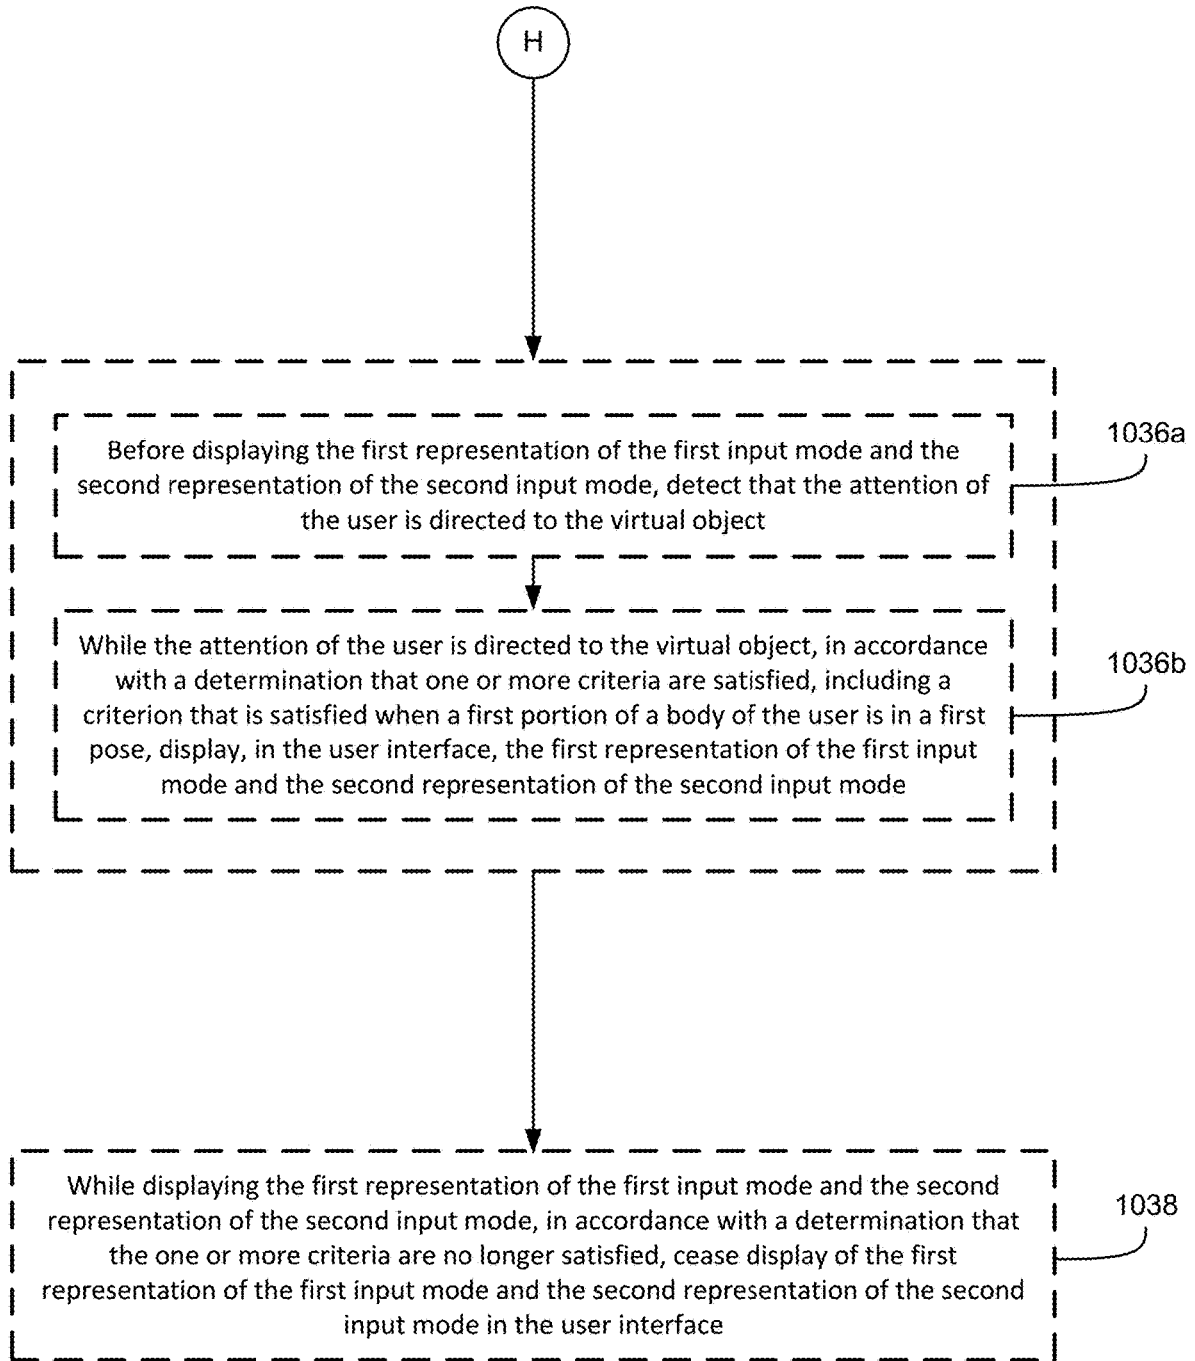 H
Before displaying the first representation of the first input mode and the
second representation of the second input mode, detect that the attention of
the user is directed to the virtual object
1036a
While the attention of the user is directed to the virtual object, in accordance
with a determination that one or more criteria are satisfied, including a
criterion that is satisfied when a first portion of a body of the user is in a first
pose, display, in the user interface, the first representation of the first input
mode and the second representation of the second input mode
1036b
While displaying the first representation of the first input mode and the second
representation of the second input mode, in accordance with a determination that
the one or more criteria are no longer satisfied, cease display of the first
representation of the first input mode and the second representation of the second
input mode in the user interface
1038